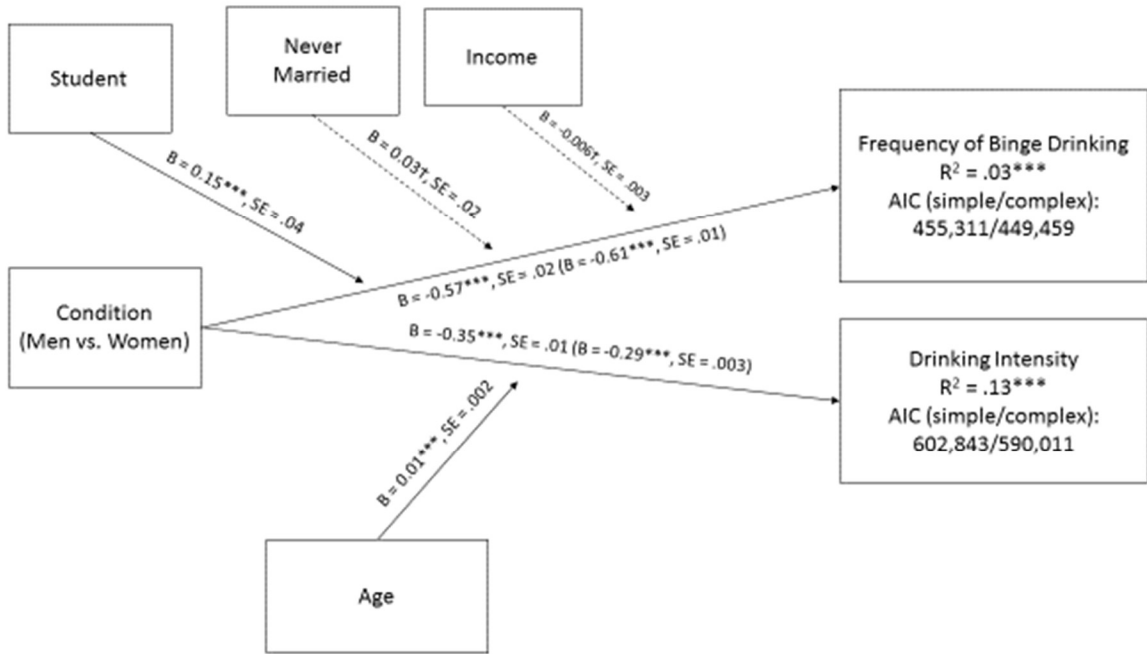 Student
Never
Married
Income
B = 0.15***, SE = .04
B = 0.03†, SE = .02
B = -0.006†, SE = .003
Frequency of Binge Drinking
R² = .03***
AIC (simple/complex):
455,311/449,459
B = -0.57***, SE = .02 (B = -0.61***, SE = .01)
Condition
(Men vs. Women)
B = -0.35***, SE = .01 (B = -0.29***, SE = .003)
Drinking Intensity
R² = .13***
AIC (simple/complex):
602,843/590,011
B = 0.01***, SE = .002
Age